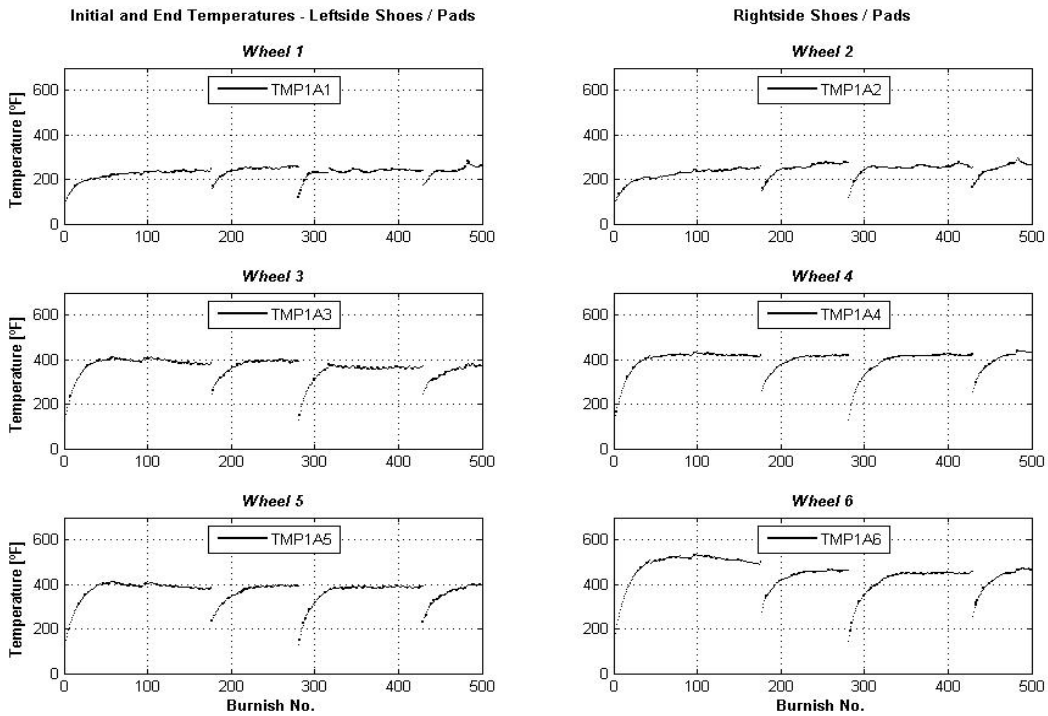 Initial and End Temperatures - Leftside Shoes / Pads
Rightside Shoes / Pads
Wheel 1
Temperature [ºF]
600
400
200
0
TMP1A1
0 100 200 300 400 500
Wheel 2
600
400
200
0
TMP1A2
0 100 200 300 400 500
Wheel 3
Temperature [ºF]
600
400
200
0
TMP1A3
0 100 200 300 400 500
Wheel 4
600
400
200
0
TMP1A4
0 100 200 300 400 500
Wheel 5
Temperature [ºF]
600
400
200
0
TMP1A5
0 100 200 300 400 500
Burnish No.
Wheel 6
600
400
200
0
TMP1A6
0 100 200 300 400 500
Burnish No.